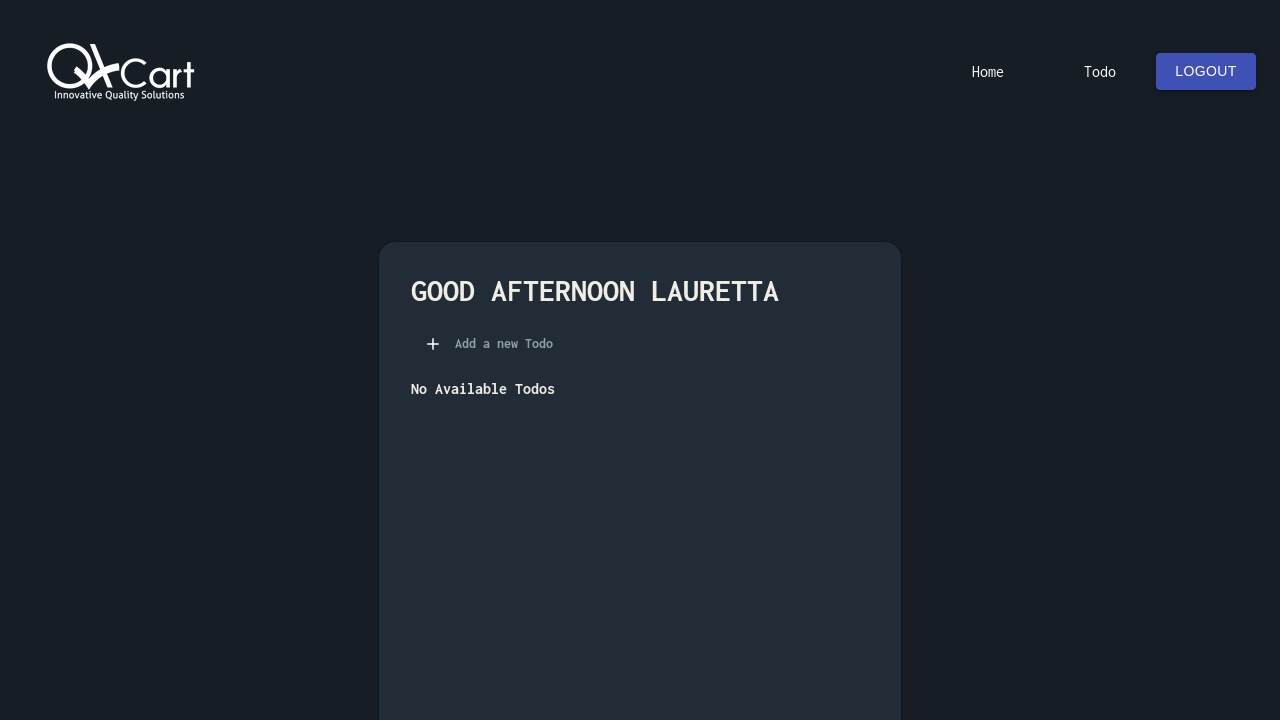 QACart
Innovative Quality Solutions
Home
Todo
LOGOUT
GOOD AFTERNOON LAURETTA
Add a new Todo
No Available Todos